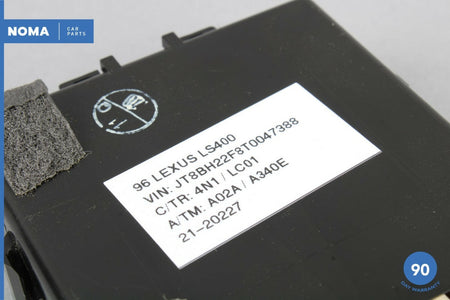 NOMA
CAR
PARTS
96 LEXUS LS400
VIN: JT8BH22F8T0047388
C/TR: 4N1 / LC01
A/TM: A02A / A340E
21-20227
90
DAY WARRANTY